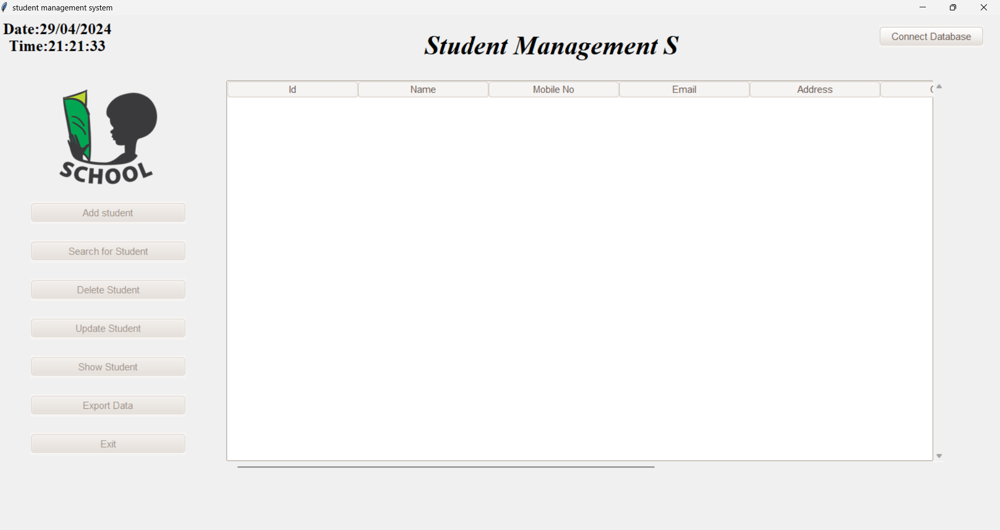 student management system
Date:29/04/2024
Time:21:21:33
Student Management S
Connect Database
Id Name Mobile No Email Address
SCHOOL
Add student
Search for Student
Delete Student
Update Student
Show Student
Export Data
Exit